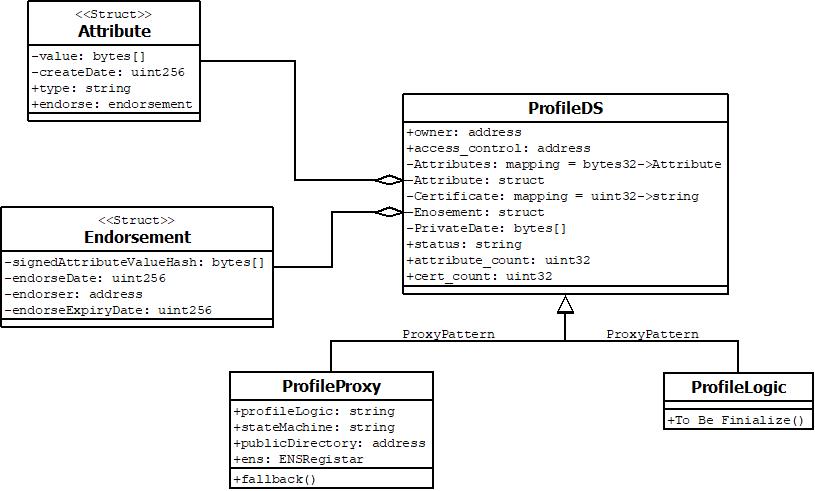 <<Struct>>
Attribute
-value: bytes[]
-createDate: uint256
+type: string
+endorse: endorsement
ProfileDS
+owner: address
+access_control: address
-Attributes: mapping = bytes32->Attribute
-Attribute: struct
-Certificate: mapping = uint32->string
-Enosement: struct
-PrivateDate: bytes[]
+status: string
+attribute_count: uint32
+cert_count: uint32
<<Struct>>
Endorsement
-signedAttributeValueHash: bytes[]
-endorseDate: uint256
-endorser: address
-endorseExpiryDate: uint256
ProxyPattern
ProxyPattern
ProfileProxy
+profileLogic: string
+stateMachine: string
+publicDirectory: address
+ens: ENSRegistar
+fallback()
ProfileLogic
+To Be Finialize()